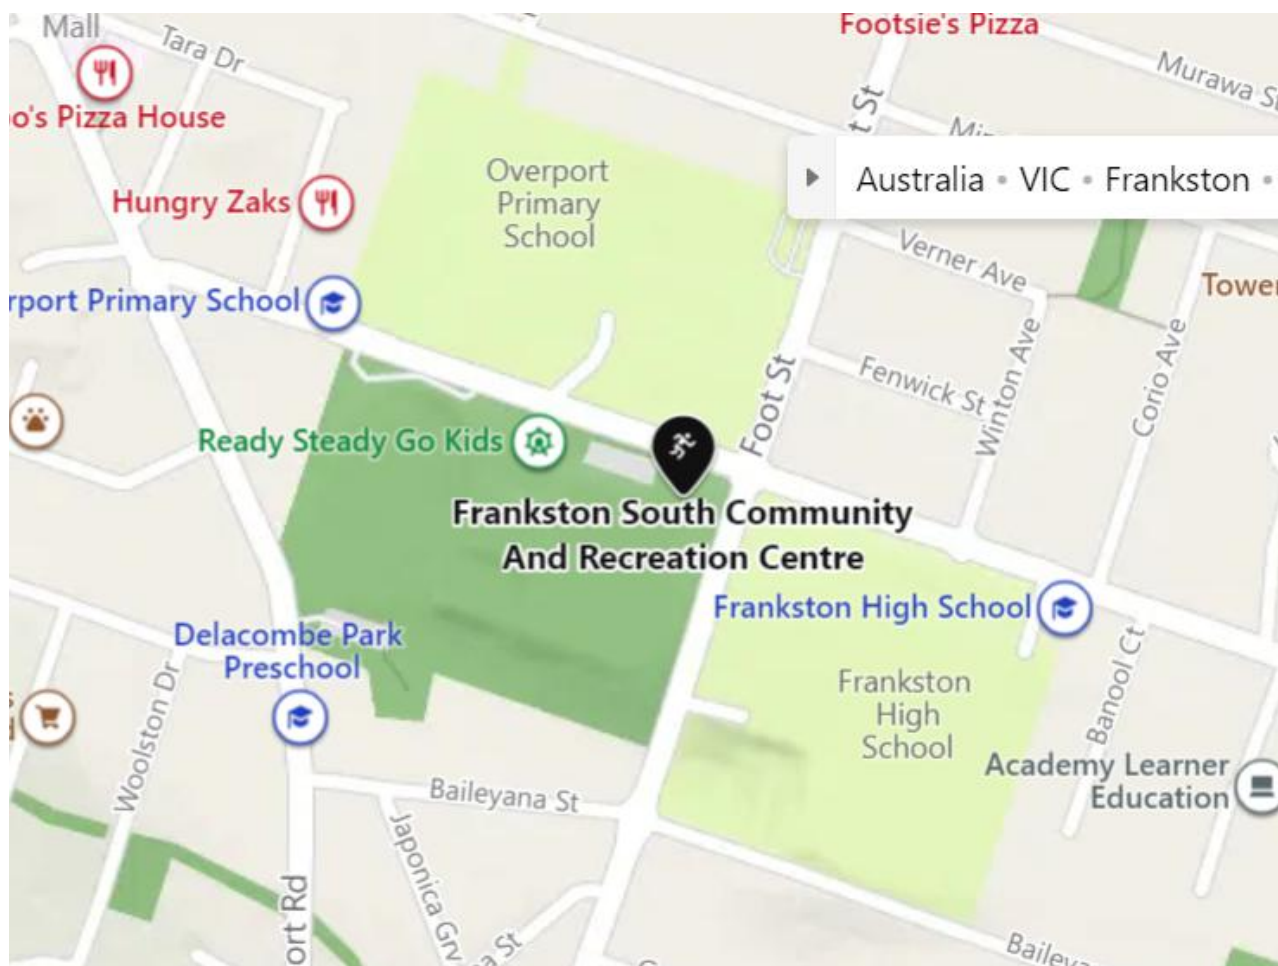 Mall
Tara Dr
Footsie's Pizza
Murawa S
o's Pizza House
t St
Overport
Primary
School
Australia • VIC • Frankston •
Hungry Zaks
Verner Ave
rport Primary School
Tower
Winton Ave
Corio Ave
Foot St
Fenwick St
Ready Steady Go Kids
Frankston South Community
And Recreation Centre
Frankston High School
Delacombe Park
Preschool
Woolston Dr
Frankston
High
School
Banool Ct
Academy Learner
Education
Baileyana St
Japonica Grv
ort Rd
a St
Baileya